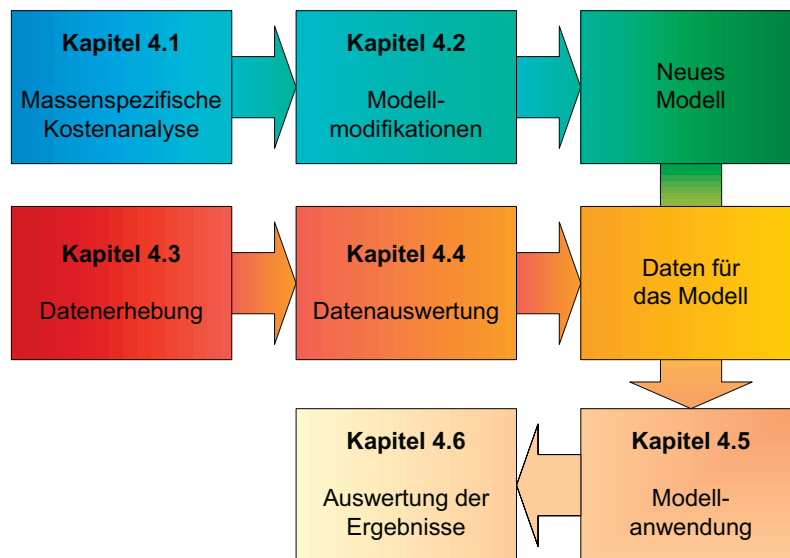 Kapitel 4.1
Massenspezifische
Kostenanalyse
Kapitel 4.2
Modell-
modifikationen
Neues
Modell
Kapitel 4.3
Datenerhebung
Kapitel 4.4
Datenauswertung
Daten für
das Modell
Kapitel 4.6
Auswertung der
Ergebnisse
Kapitel 4.5
Modell-
anwendung